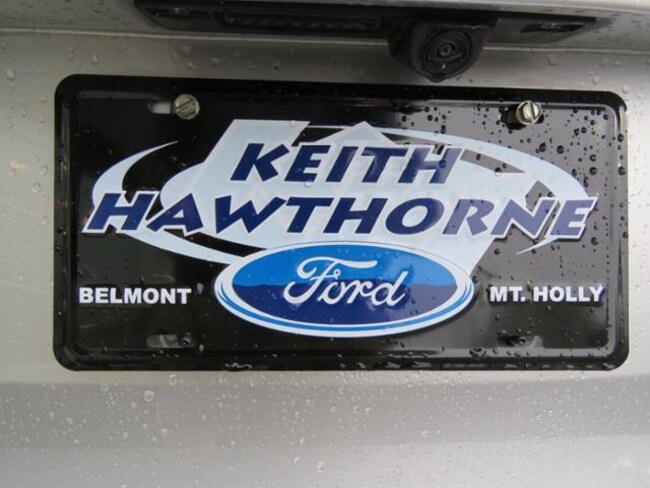 KEITH
HAWTHORNE
Ford
BELMONT
MT. HOLLY